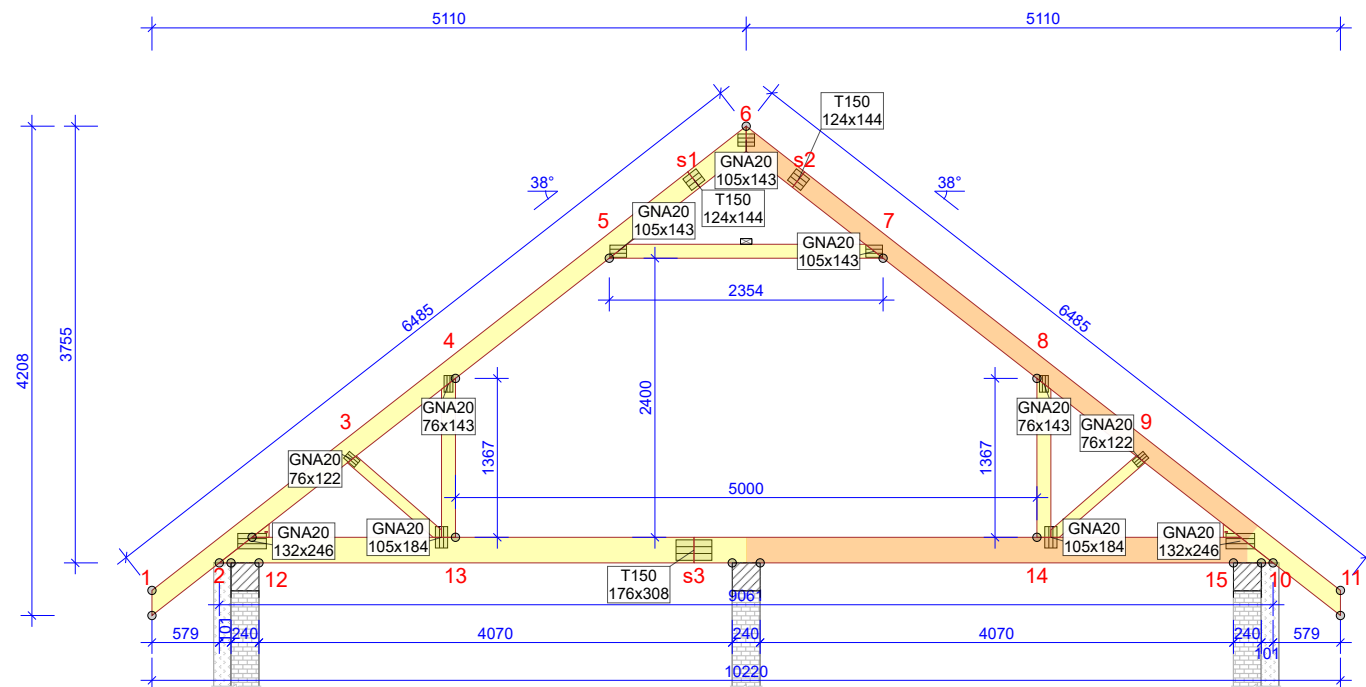 5110
5110
6
T150
124x144
s1
s2
GNA20
105x143
38°
38°
T150
124x144
5
GNA20
105x143
7
GNA20
105x143
2354
6485
6485
4208
3755
4
8
2400
GNA20
76x143
GNA20
76x143
3
9
GNA20
76x122
GNA20
76x122
1367
1367
5000
GNA20
132x246
GNA20
105x184
GNA20
105x184
GNA20
132x246
1
2
12
13
T150
176x308
s3
14
15
10
11
9061
579
101
240
4070
240
4070
240
101
579
10220